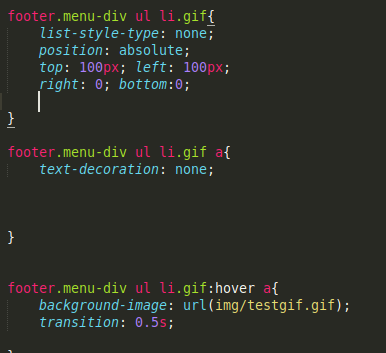 footer.menu-div ul li.gif{
list-style-type: none;
position: absolute;
top: 100px; left: 100px;
right: 0; bottom:0;
}
footer.menu-div ul li.gif a{
text-decoration: none;
}
footer.menu-div ul li.gif:hover a{
background-image: url(img/testgif.gif);
transition: 0.5s;
}